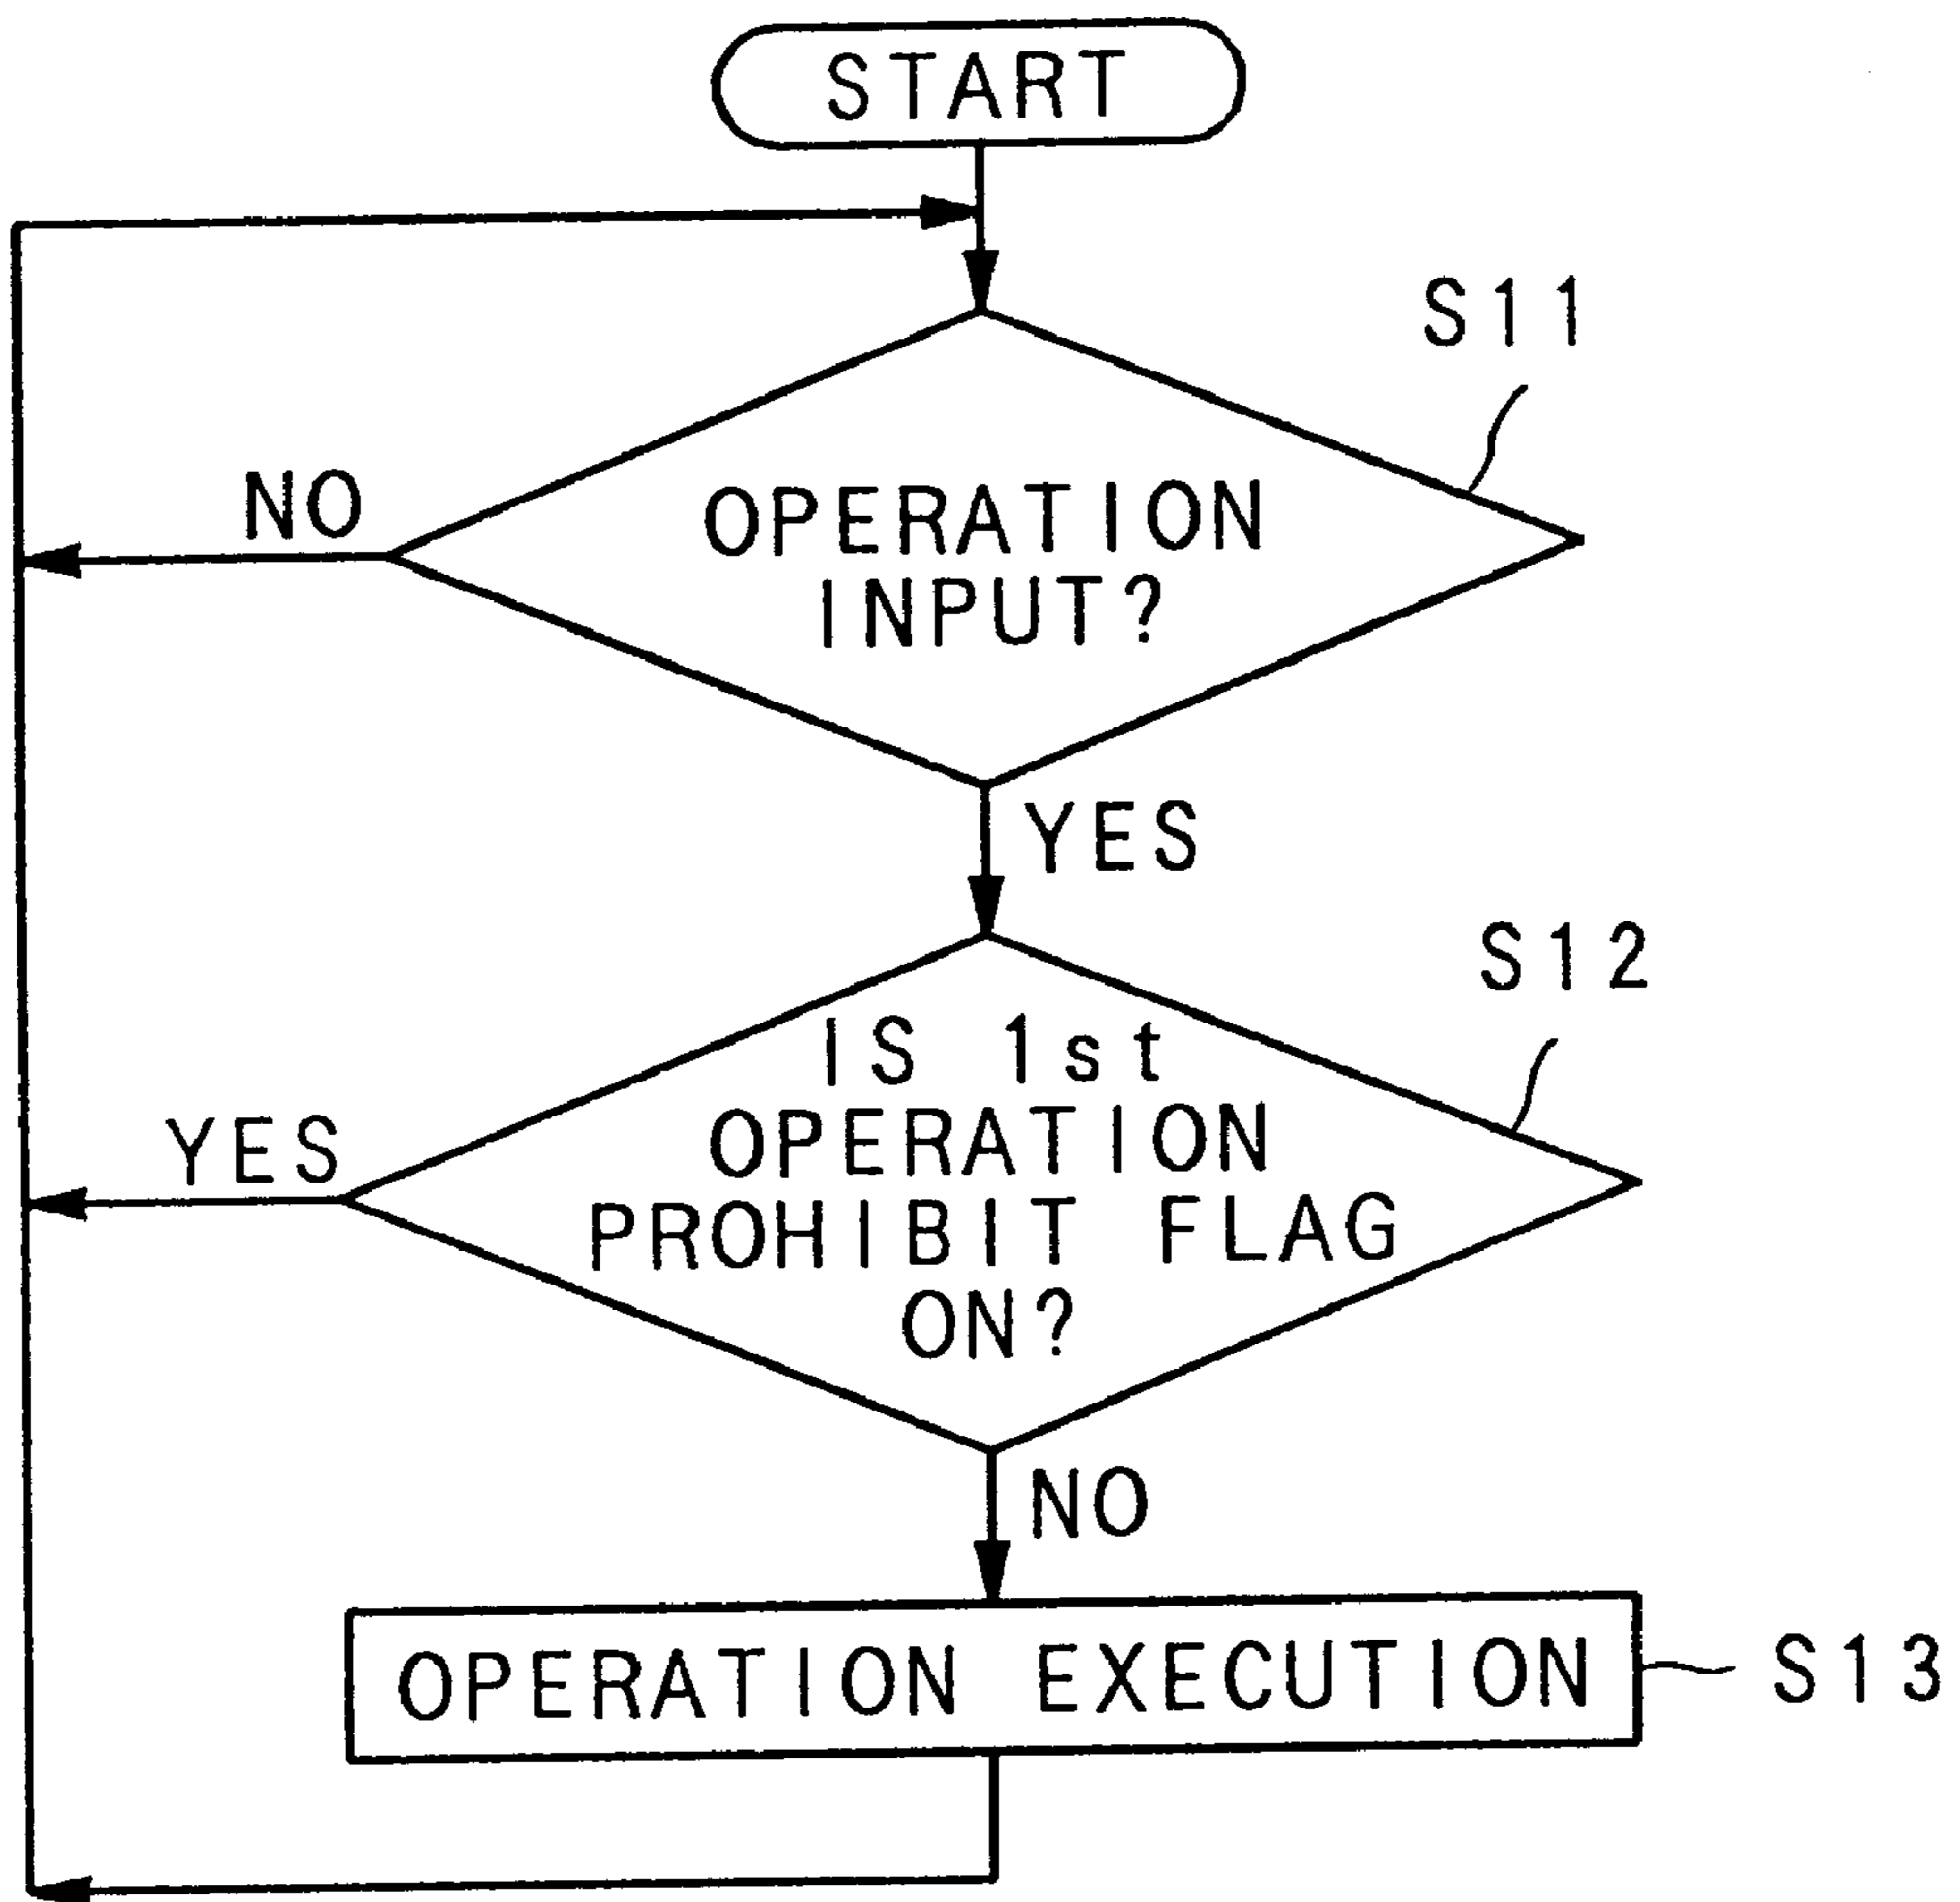 START
S11
NO
OPERATION
INPUT?
YES
S12
IS 1st
OPERATION
YES
PROHIBIT FLAG
ON?
NO
OPERATION EXECUTION
S13